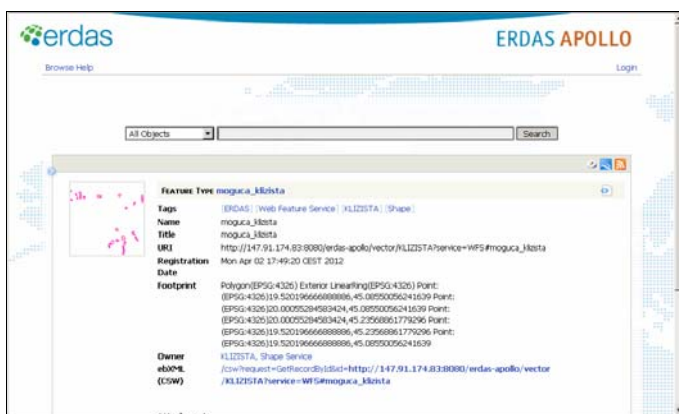 erdas
ERDAS APOLLO
Browse Help
Login
All Objects
Search
FEATURE TYPE moguca_klizista
Tags [ERDAS] [Web Feature Service] [KLIZISTA] [Shape]
Name moguca_klizista
Title moguca_klizista
URI http://147.91.174.83:8080/erdas-apollo/vector/KLIZISTA?service=WFS#moguca_klizista
Registration Date Mon Apr 02 17:49:20 CEST 2012
Footprint Polygon(EPSG:4326) Exterior LinearRing(EPSG:4326) Point:
(EPSG:4326)19.520196666888886,45.08550056241639 Point:
(EPSG:4326)20.00055284583424,45.08550056241639 Point:
(EPSG:4326)20.00055284583424,45.23568861779296 Point:
(EPSG:4326)19.520196666888886,45.23568861779296 Point:
(EPSG:4326)19.520196666888886,45.08550056241639
Owner KLIZISTA, Shape Service
ebXML (CSW) /csw?request=GetRecordById&id=http://147.91.174.83:8080/erdas-apollo/vector
/KLIZISTA?service=WFS#moguca_klizista